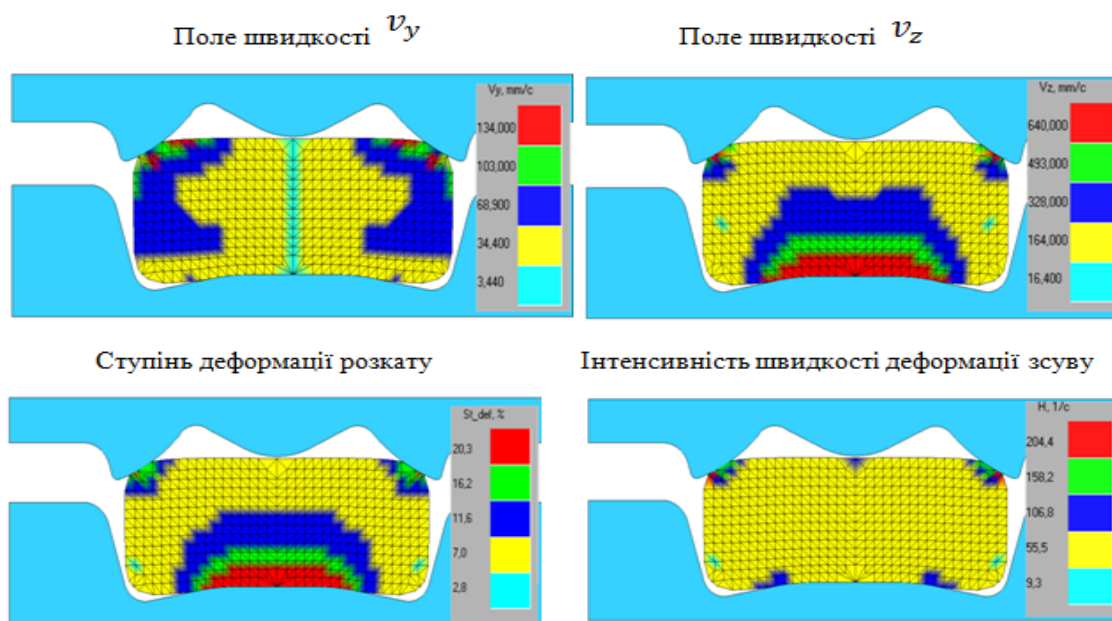 Поле швидкості v_y
Поле швидкості v_z
Vy, mm/c
134,000
103,000
68,900
34,400
3,440
Vz, mm/c
640,000
493,000
328,000
164,000
16,400
Ступінь деформації розкату
Інтенсивність швидкості деформації зсуву
St_def, %
20,3
16,2
11,6
7,0
2,8
H, 1/c
204,4
158,2
106,8
55,5
9,3